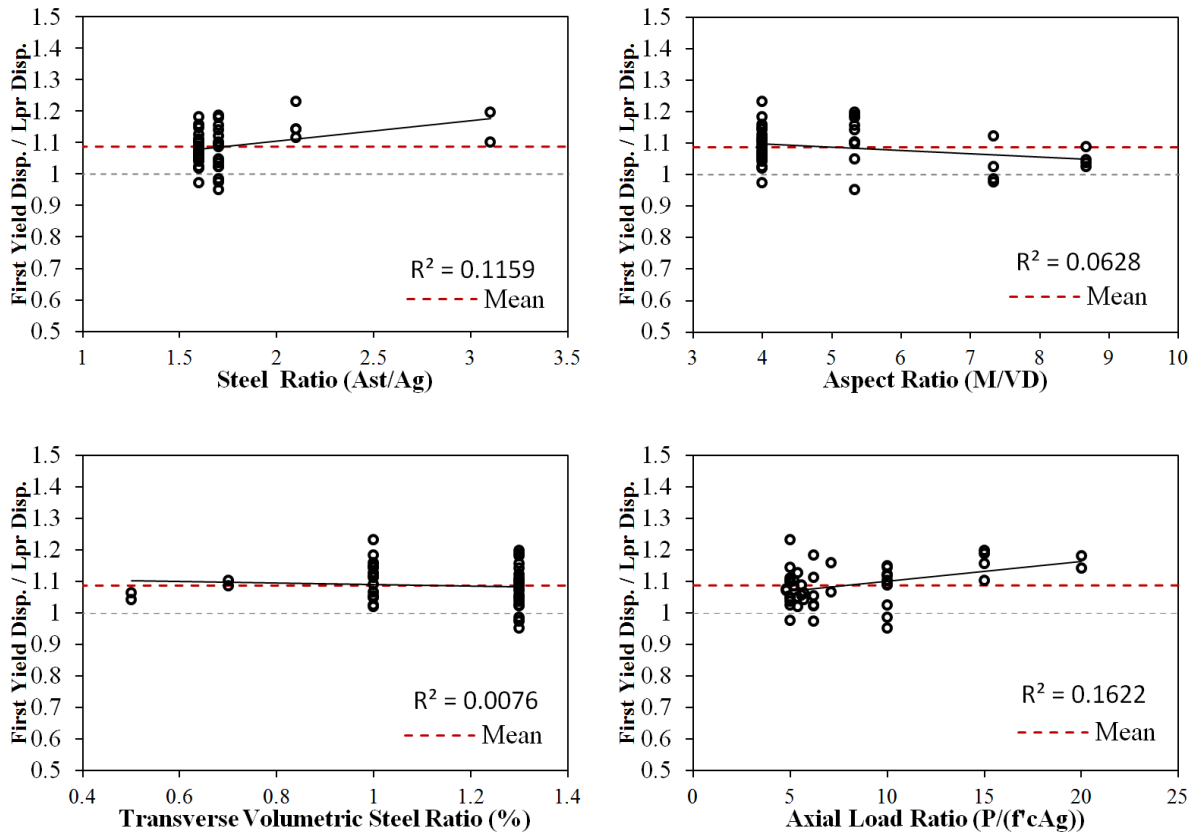 First Yield Disp. / Lpr Disp.
1.5
1.4
1.3
1.2
1.1
1
0.9
0.8
0.7
0.6
0.5
R² = 0.1159
Mean
1 1.5 2 2.5 3 3.5
Steel Ratio (Ast/Ag)
First Yield Disp. / Lpr Disp.
1.5
1.4
1.3
1.2
1.1
1
0.9
0.8
0.7
0.6
0.5
R² = 0.0628
Mean
3 4 5 6 7 8 9 10
Aspect Ratio (M/VD)
First Yield Disp. / Lpr Disp.
1.5
1.4
1.3
1.2
1.1
1
0.9
0.8
0.7
0.6
0.5
R² = 0.0076
Mean
0.4 0.6 0.8 1 1.2 1.4
Transverse Volumetric Steel Ratio (%)
First Yield Disp. / Lpr Disp.
1.5
1.4
1.3
1.2
1.1
1
0.9
0.8
0.7
0.6
0.5
R² = 0.1622
Mean
0 5 10 15 20 25
Axial Load Ratio (P/(f'cAg)